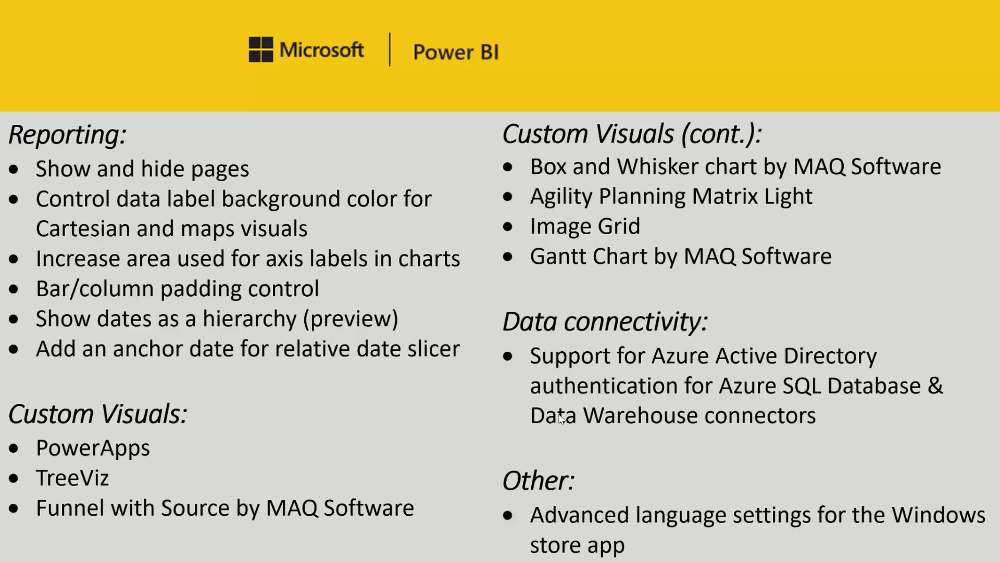 Microsoft | Power BI
Reporting:
• Show and hide pages
• Control data label background color for
Cartesian and maps visuals
• Increase area used for axis labels in charts
• Bar/column padding control
• Show dates as a hierarchy (preview)
• Add an anchor date for relative date slicer
Custom Visuals:
• PowerApps
• TreeViz
• Funnel with Source by MAQ Software
Custom Visuals (cont.):
• Box and Whisker chart by MAQ Software
• Agility Planning Matrix Light
• Image Grid
• Gantt Chart by MAQ Software
Data connectivity:
• Support for Azure Active Directory
authentication for Azure SQL Database &
Data Warehouse connectors
Other:
• Advanced language settings for the Windows
store app